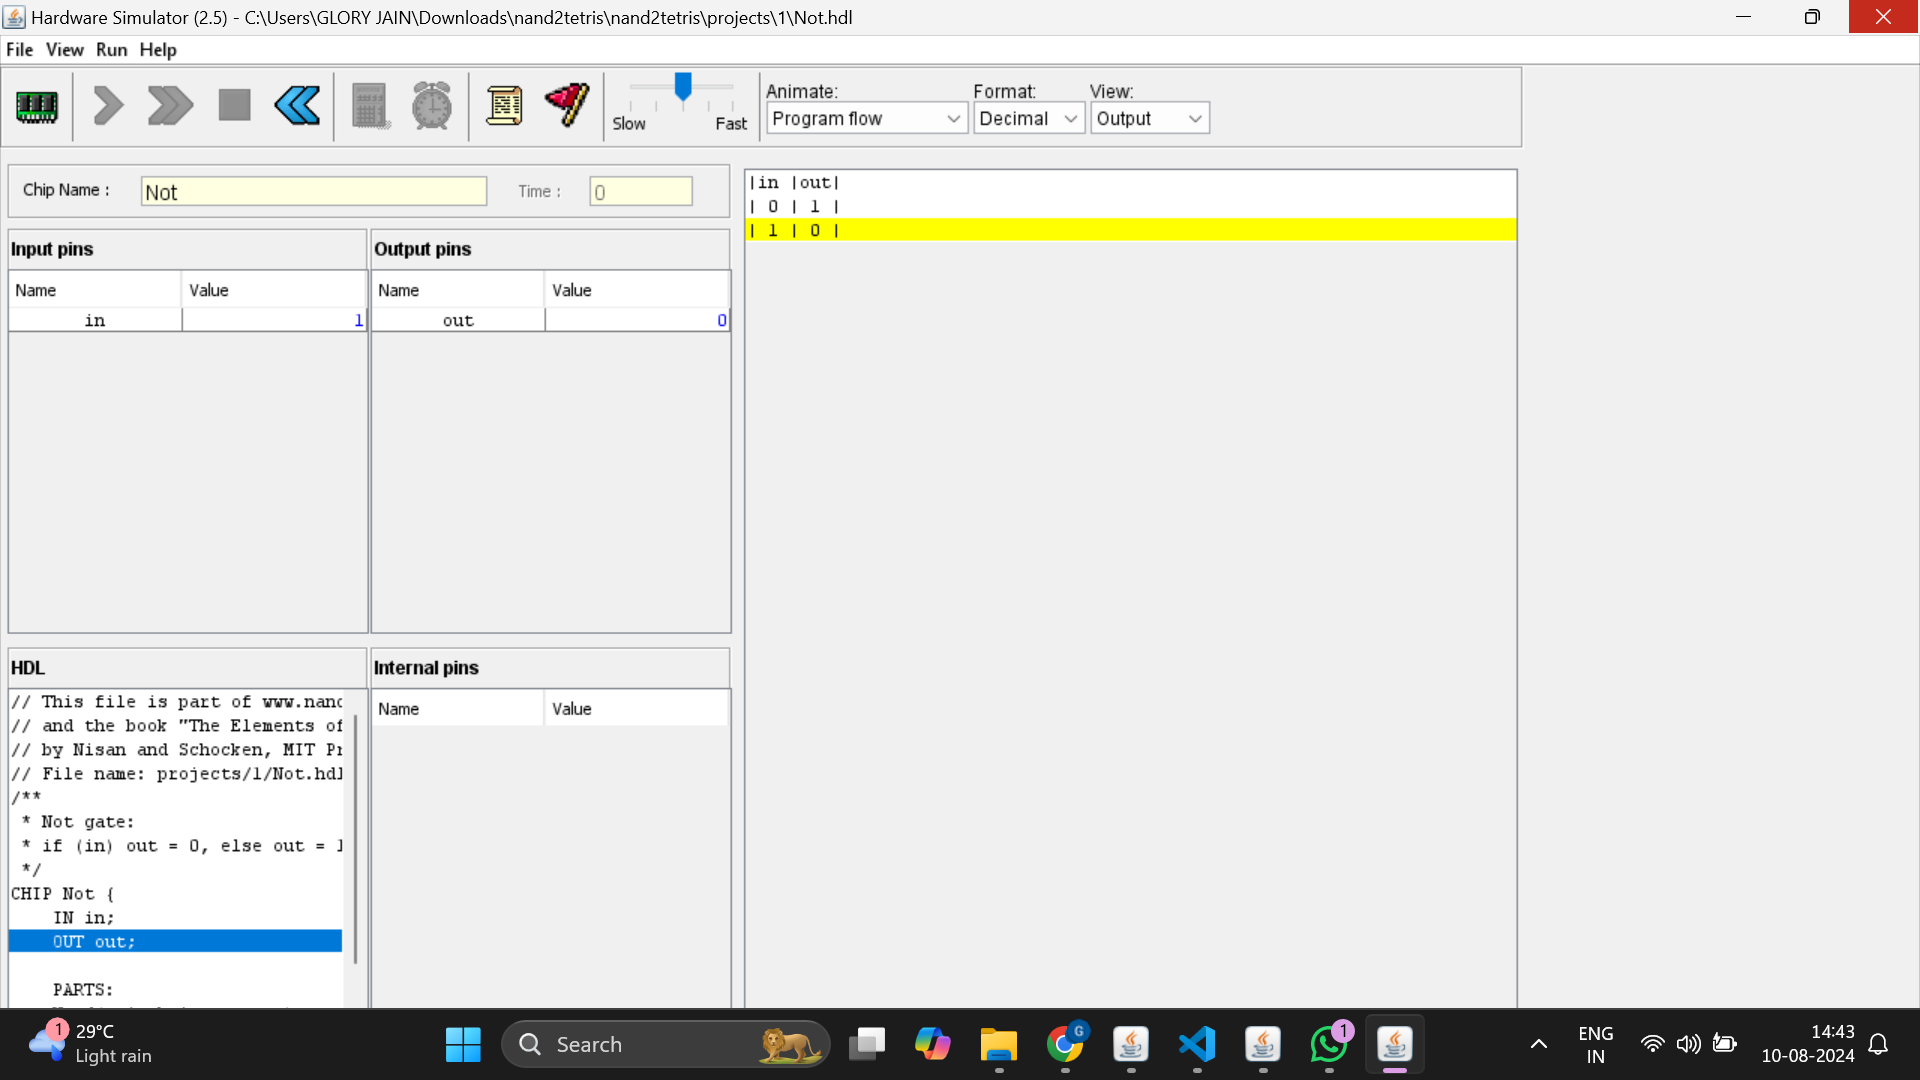 Hardware Simulator (2.5) - C:\Users\GLORY JAIN\Downloads\nand2tetris\nand2tetris\projects\1\Not.hdl
File View Run Help
Slow Fast
Animate: Format: View:
Program flow Decimal Output
Chip Name : Not Time : 0
|in |out|
| 0 | 1 |
| 1 | 0 |
Input pins Output pins
Name Value Name Value
in 1 out 0
HDL Internal pins
Name Value
// This file is part of www.nand
// and the book "The Elements of
// by Nisan and Schocken, MIT Pr
// File name: projects/1/Not.hdl
/**
* Not gate:
* if (in) out = 0, else out = 1
*/
CHIP Not {
IN in;
OUT out;
PARTS:
1
29°C
Light rain
Search
G
1
ENG
IN
14:43
10-08-2024